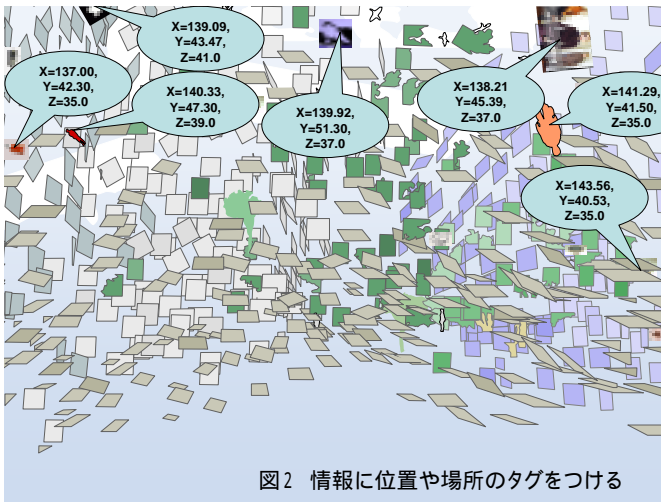 X=139.09,
Y=43.47,
Z=41.0
X=137.00,
Y=42.30,
Z=35.0
X=140.33,
Y=47.30,
Z=39.0
X=139.92,
Y=51.30,
Z=37.0
X=138.21
Y=45.39,
Z=37.0
X=141.29,
Y=41.50,
Z=35.0
X=143.56,
Y=40.53,
Z=35.0
図2 情報に位置や場所のタグをつける